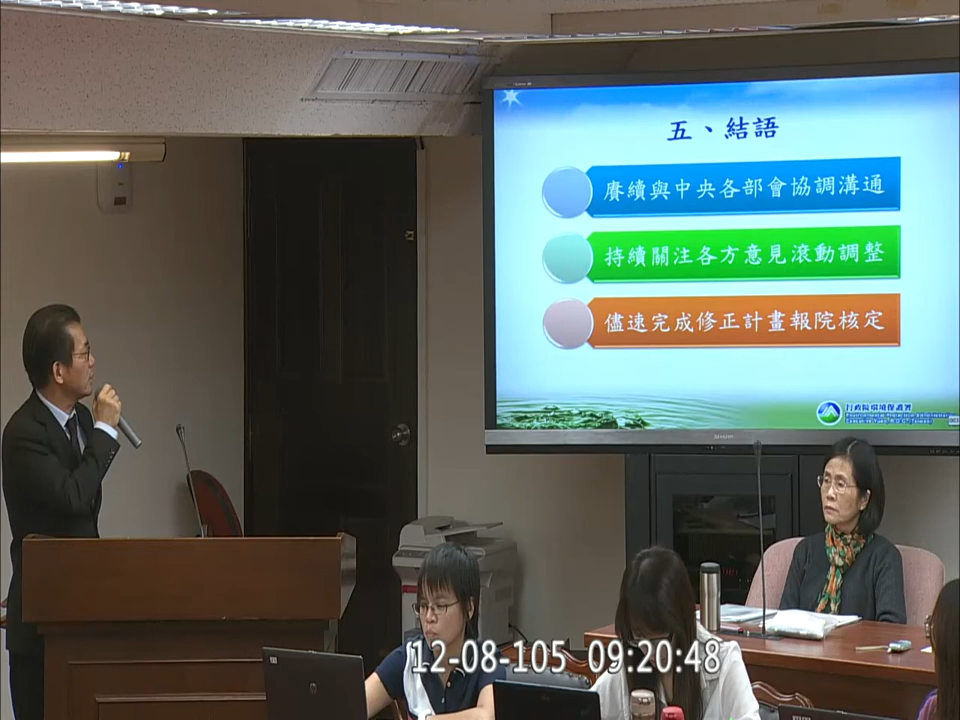 五、結語
賡續與中央各部會協調溝通
持續關注各方意見滾動調整
儘速完成修正計畫報院核定
行政院環境保護署
SHARP
hp
12-08-105 09:20:48